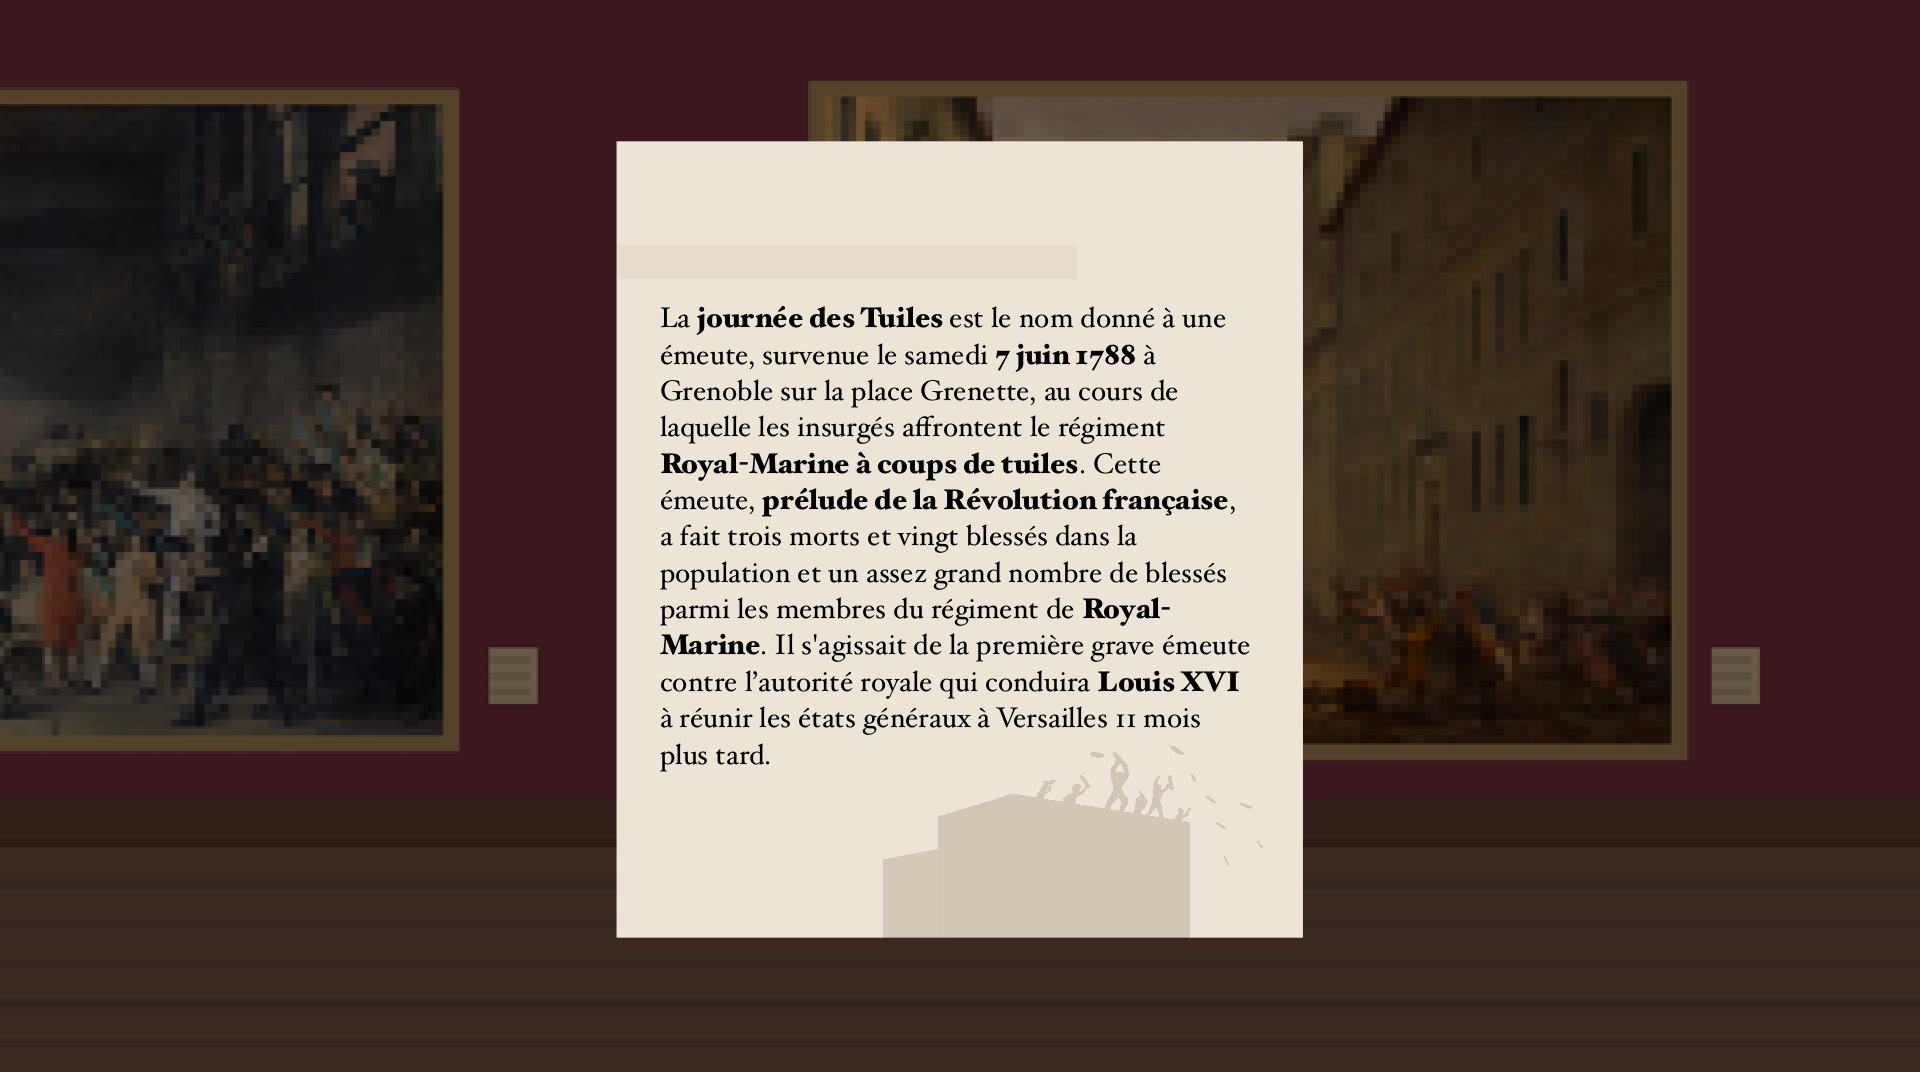 La journée des Tuiles est le nom donné à une
émeute, survenue le samedi 7 juin 1788 à
Grenoble sur la place Grenette, au cours de
laquelle les insurgés affrontent le régiment
Royal-Marine à coups de tuiles. Cette
émeute, prélude de la Révolution française,
a fait trois morts et vingt blessés dans la
population et un assez grand nombre de blessés
parmi les membres du régiment de Royal-
Marine. Il s'agissait de la première grave émeute
contre l’autorité royale qui conduira Louis XVI
à réunir les états généraux à Versailles 11 mois
plus tard.